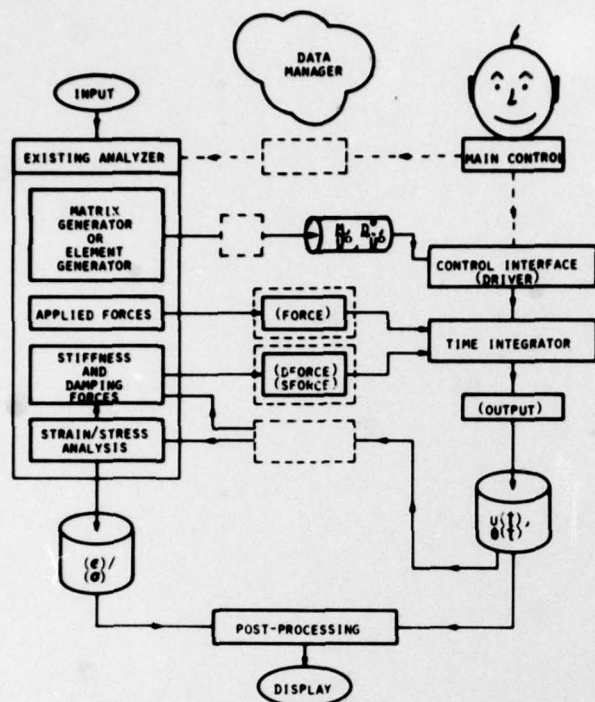 DATA
MANAGER
INPUT
EXISTING ANALYZER
MAIN CONTROL
MATRIX
GENERATOR
OR
ELEMENT
GENERATOR
CONTROL INTERFACE
(DRIVER)
APPLIED FORCES
(FORCE)
TIME INTEGRATOR
STIFFNESS
AND
DAMPING
FORCES
(DFORCE)
(SFORCE)
(OUTPUT)
STRAIN/STRESS
ANALYSIS
POST-PROCESSING
DISPLAY